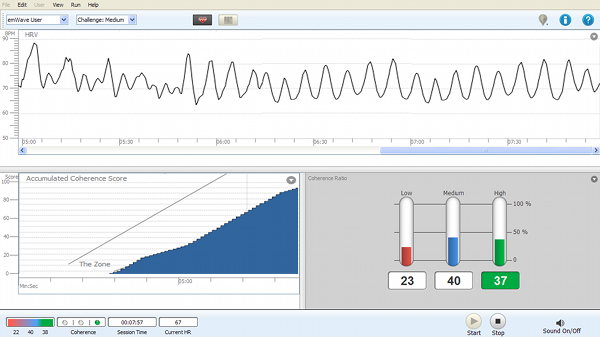 File Edit User View Run Help
emWave User Challenge: Medium
BPM HRV
90
80
70
60
50
05:00 05:30 06:00 06:30 07:00 07:30
Score Accumulated Coherence Score
100
80
60
40
20
0
The Zone
Min:Sec 05:00
Coherence Ratio
Low Medium High
100 %
50 %
0
23 40 37
22 40 38
Coherence
00:07:57
Session Time
67
Current HR
Start Stop Sound On/Off